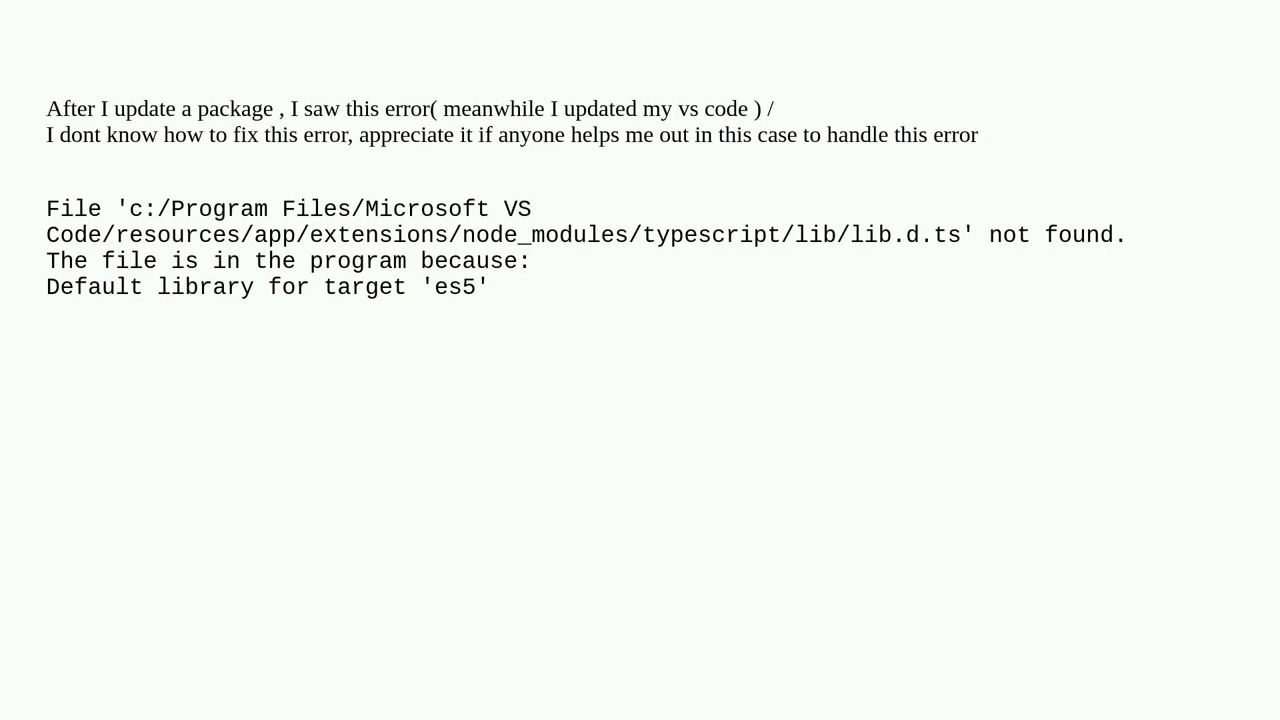 After I update a package , I saw this error( meanwhile I updated my vs code ) /
I dont know how to fix this error, appreciate it if anyone helps me out in this case to handle this error
File 'c:/Program Files/Microsoft VS
Code/resources/app/extensions/node_modules/typescript/lib/lib.d.ts' not found.
The file is in the program because:
Default library for target 'es5'